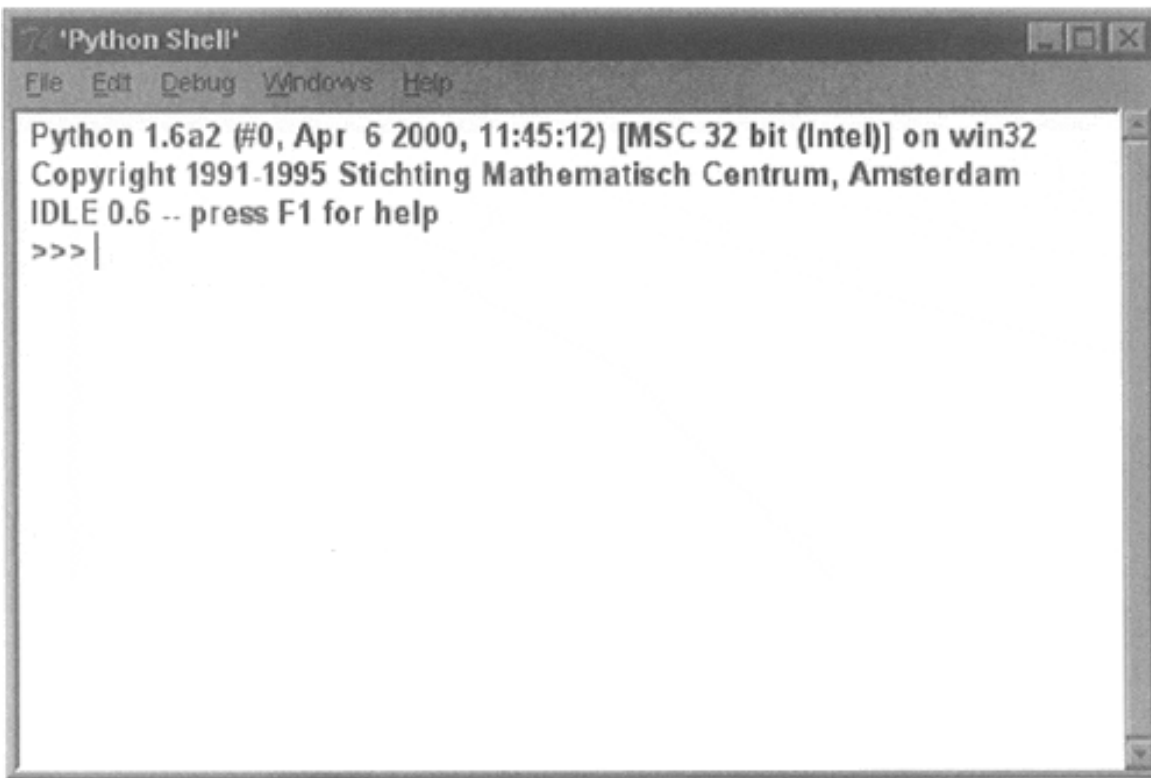 *Python Shell*
File Edit Debug Windows Help
Python 1.6a2 (#0, Apr  6 2000, 11:45:12) [MSC 32 bit (Intel)] on win32
Copyright 1991-1995 Stichting Mathematisch Centrum, Amsterdam
IDLE 0.6 -- press F1 for help
>>>